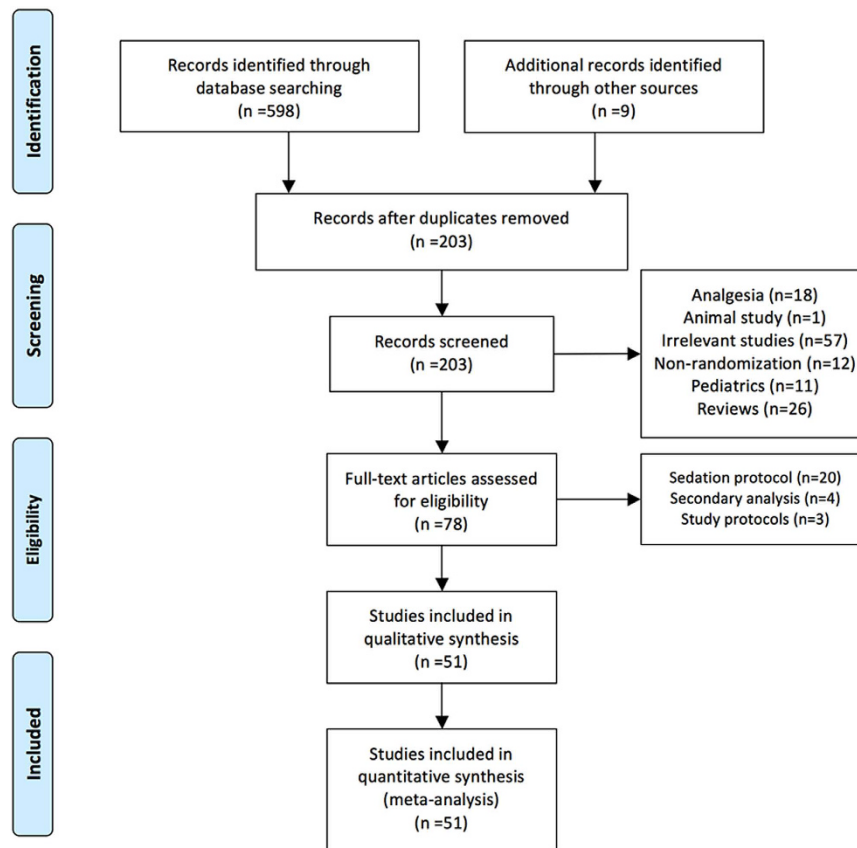 Identification
Records identified through
database searching
(n =598)
Additional records identified
through other sources
(n =9)
Records after duplicates removed
(n =203)
Screening
Records screened
(n =203)
Analgesia (n=18)
Animal study (n=1)
Irrelevant studies (n=57)
Non-randomization (n=12)
Pediatrics (n=11)
Reviews (n=26)
Eligibility
Full-text articles assessed
for eligibility
(n =78)
Sedation protocol (n=20)
Secondary analysis (n=4)
Study protocols (n=3)
Studies included in
qualitative synthesis
(n =51)
Included
Studies included in
quantitative synthesis
(meta-analysis)
(n =51)